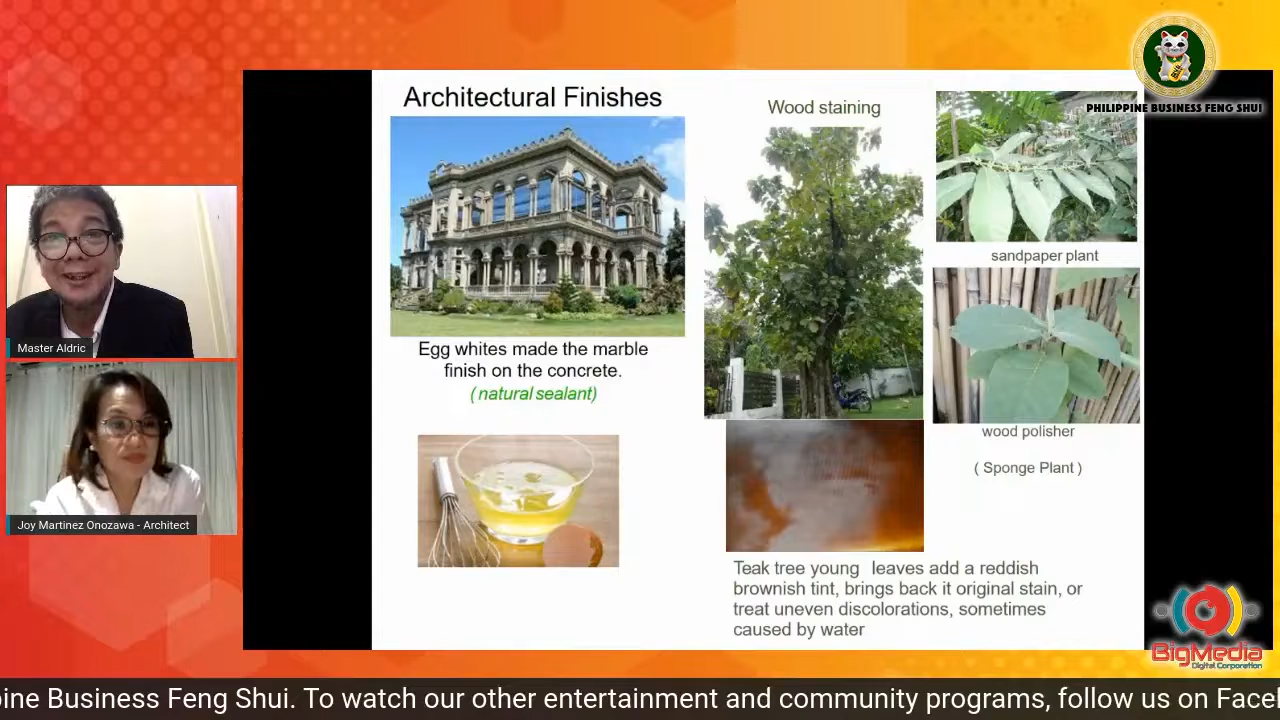 PHILIPPINE BUSINESS FENG SHUI
Architectural Finishes
Wood staining
sandpaper plant
Egg whites made the marble
finish on the concrete.
(natural sealant)
wood polisher
( Sponge Plant )
Teak tree young leaves add a reddish
brownish tint, brings back it original stain, or
treat uneven discolorations, sometimes
caused by water
Master Aldric
Joy Martinez Onozawa - Architect
BigMedia
Digital Corporation
pine Business Feng Shui. To watch our other entertainment and community programs, follow us on Face